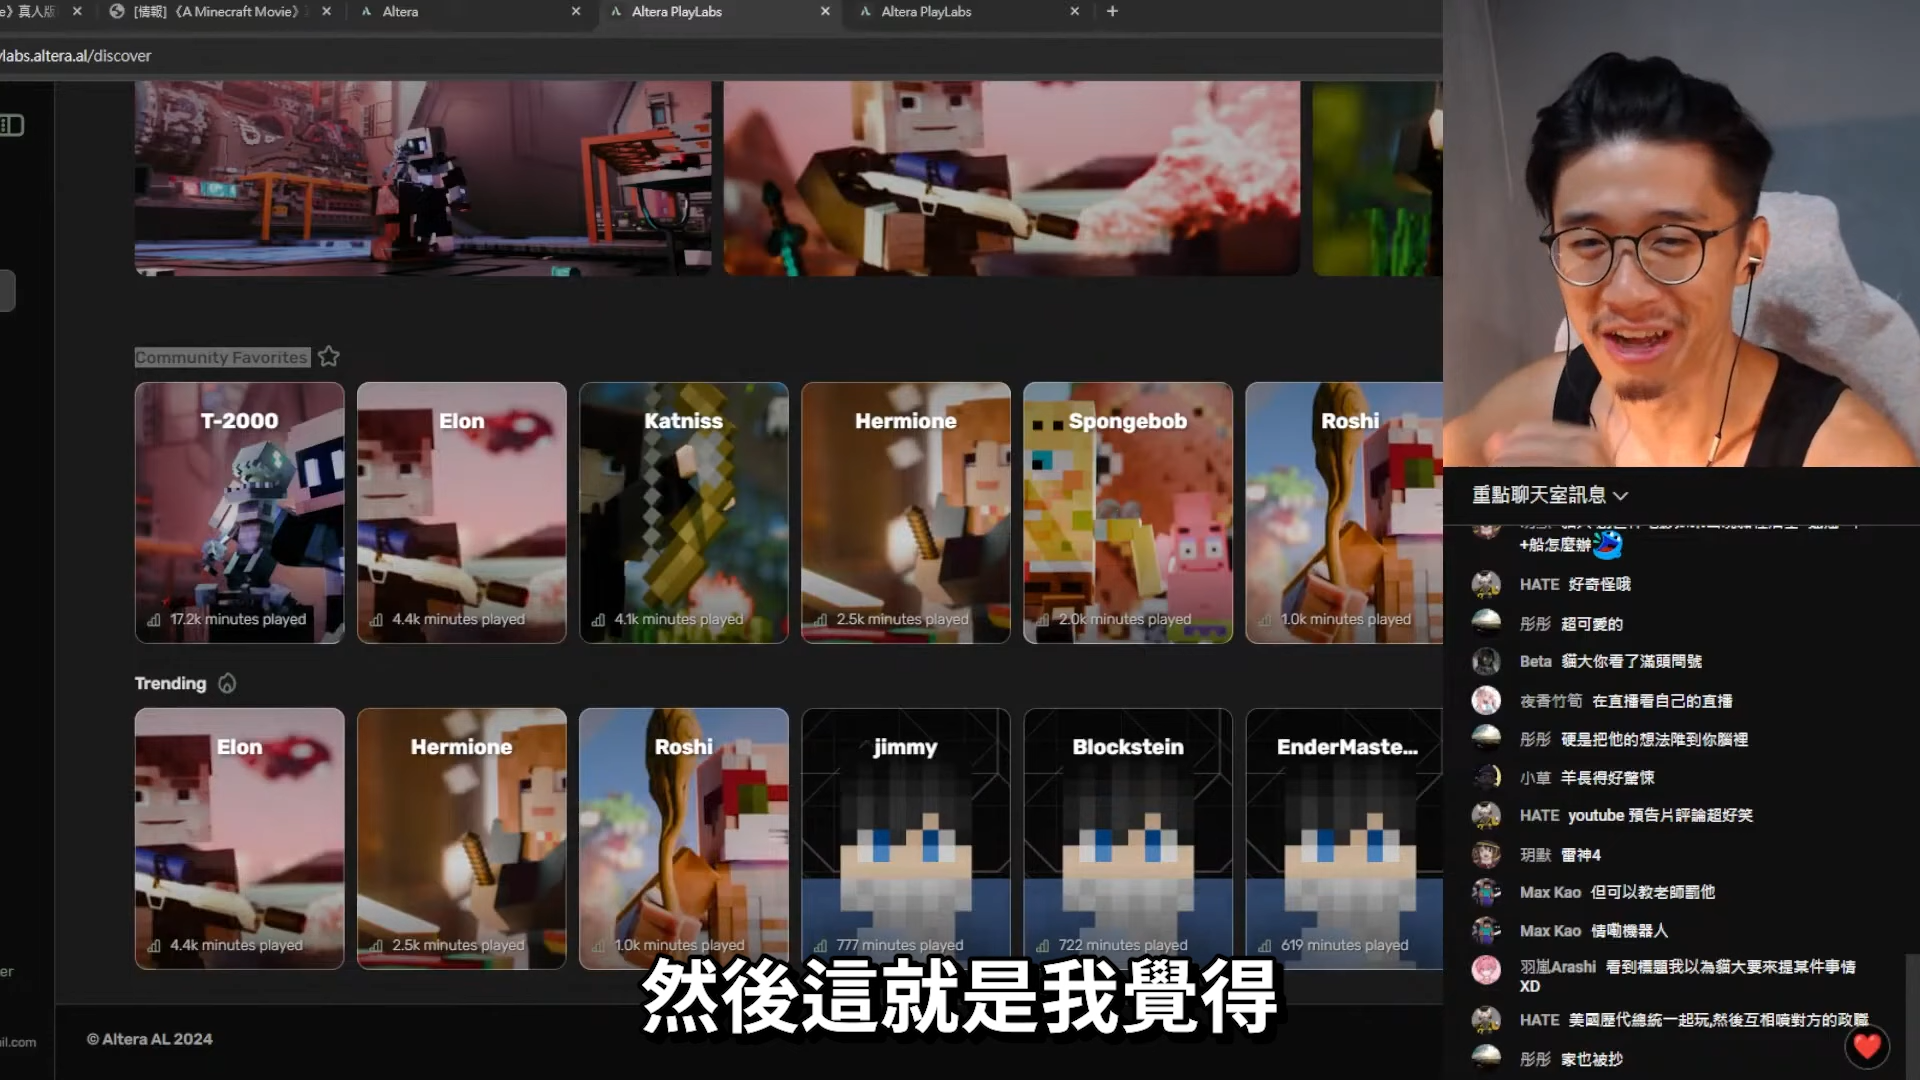 e》真人版
[情報]《A Minecraft Movie》
Altera
Altera PlayLabs
Altera PlayLabs
labs.altera.al/discover
Community Favorites
T-2000
17.2k minutes played
Elon
4.4k minutes played
Katniss
4.1k minutes played
Hermione
2.5k minutes played
Spongebob
2.0k minutes played
Roshi
1.0k minutes played
Trending
Elon
4.4k minutes played
Hermione
2.5k minutes played
Roshi
1.0k minutes played
jimmy
777 minutes played
Blockstein
722 minutes played
EnderMaste...
619 minutes played
er
il.com
© Altera AL 2024
然後這就是我覺得
重點聊天室訊息
+船怎麼辦
HATE 好奇怪哦
彤彤 超可愛的
Beta 貓大你看了滿頭問號
夜香竹筍 在直播看自己的直播
彤彤 硬是把他的想法陮到你腦裡
小草 羊長得好驚悚
HATE youtube 預告片評論超好笑
玥默 雷神4
Max Kao 但可以教老師罰他
Max Kao 情嘞機器人
羽嵐Arashi 看到標題我以為貓大要來提某件事情
XD
HATE 美國歷代總統一起玩,然後互相噴對方的政職
彤彤 家也被抄